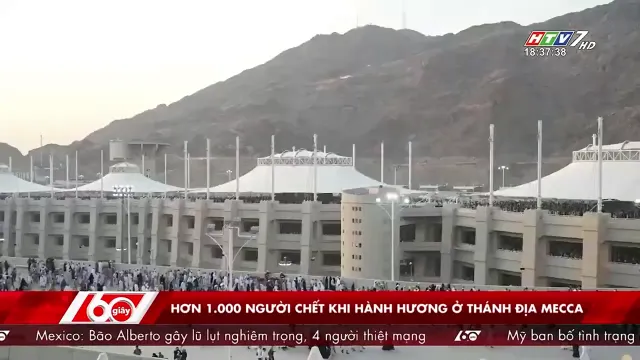 HTV7 HD
18:37:38
60 giây
HƠN 1.000 NGƯỜI CHẾT KHI HÀNH HƯƠNG Ở THÁNH ĐỊA MECCA
Mexico: Bão Alberto gây lũ lụt nghiêm trọng, 4 người thiệt mạng 60 Mỹ ban bố tình trạng